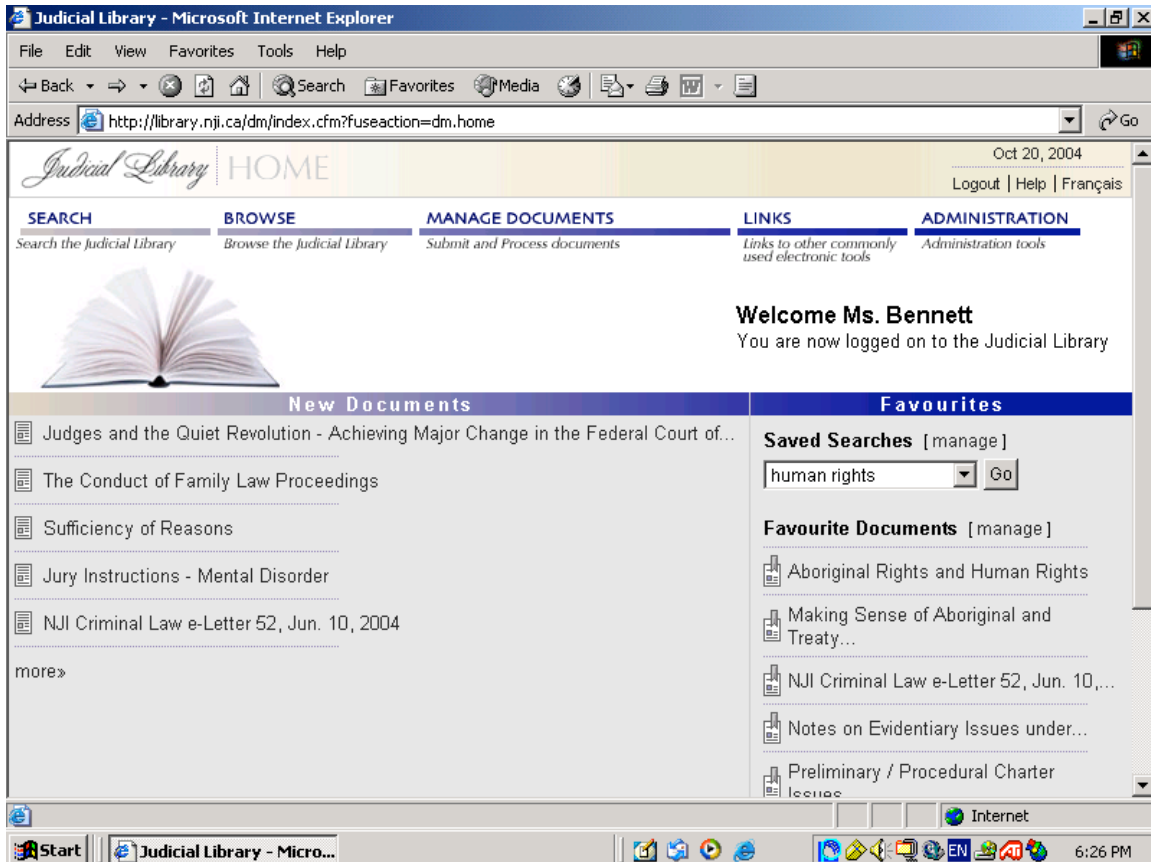 Judicial Library - Microsoft Internet Explorer
File Edit View Favorites Tools Help
Back Search Favorites Media
Address http://library.nji.ca/dm/index.cfm?fuseaction=dm.home Go
Judicial Library HOME
Oct 20, 2004
Logout | Help | Français
SEARCH BROWSE MANAGE DOCUMENTS LINKS ADMINISTRATION
Search the Judicial Library Browse the Judicial Library Submit and Process documents Links to other commonly Administration tools
used electronic tools
Welcome Ms. Bennett
You are now logged on to the Judicial Library
New Documents
Judges and the Quiet Revolution - Achieving Major Change in the Federal Court of...
The Conduct of Family Law Proceedings
Sufficiency of Reasons
Jury Instructions - Mental Disorder
NJI Criminal Law e-Letter 52, Jun. 10, 2004
more»
Favourites
Saved Searches [manage]
human rights Go
Favourite Documents [manage]
Aboriginal Rights and Human Rights
Making Sense of Aboriginal and
Treaty...
NJI Criminal Law e-Letter 52, Jun. 10,...
Notes on Evidentiary Issues under...
Preliminary / Procedural Charter
Issues
Internet
Start Judicial Library - Micro... EN 6:26 PM